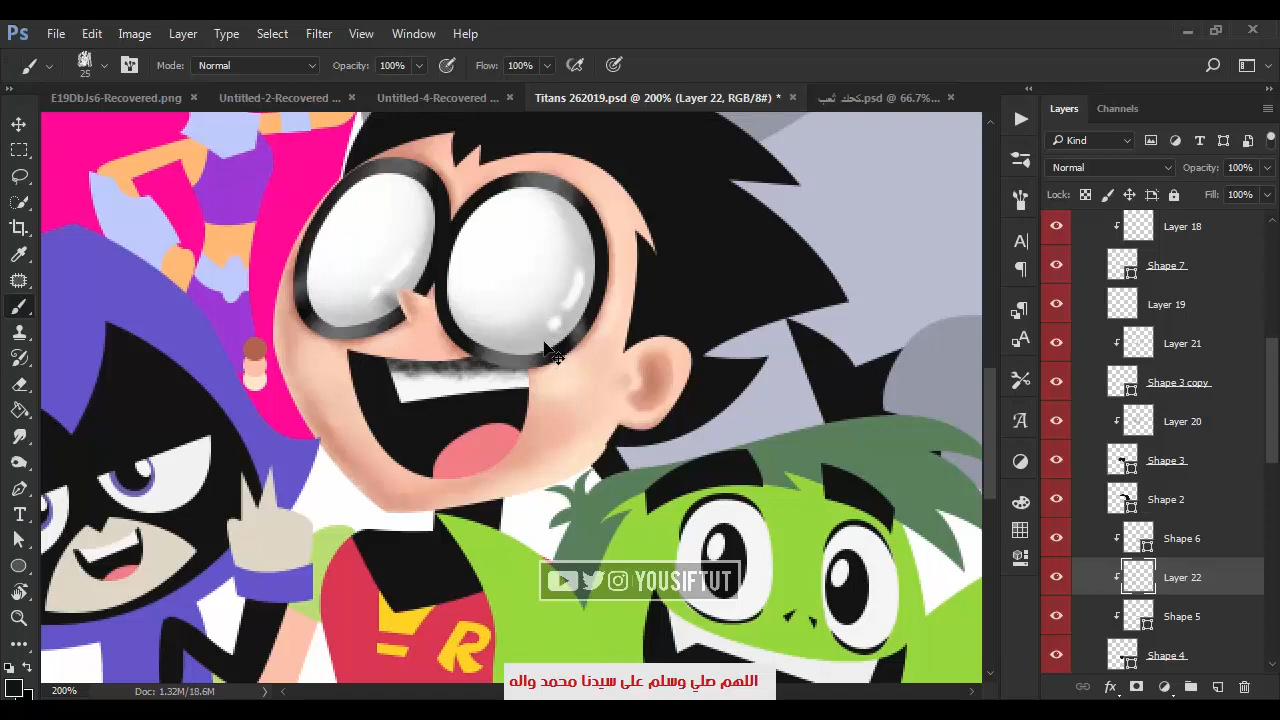 Ps File Edit Image Layer Type Select Filter View Window Help
25 Mode: Normal Opacity: 100% Flow: 100%
E19DbJs6-Recovered.png × Untitled-2-Recovered ... × Untitled-4-Recovered ... × Titans 262019.psd @ 200% (Layer 22, RGB/8#) * × كحك تعب.psd @ 66.7%... ×
Layers Channels
Kind
Normal Opacity: 100%
Lock: Fill: 100%
Layer 18
Shape 7
Layer 19
Layer 21
Shape 3 copy
Layer 20
Shape 3
Shape 2
Shape 6
Layer 22
Shape 5
Shape 4
R
YOUSIFTUT
اللهم صلي وسلم على سيدنا محمد واله
200% Doc: 1.32M/18.6M